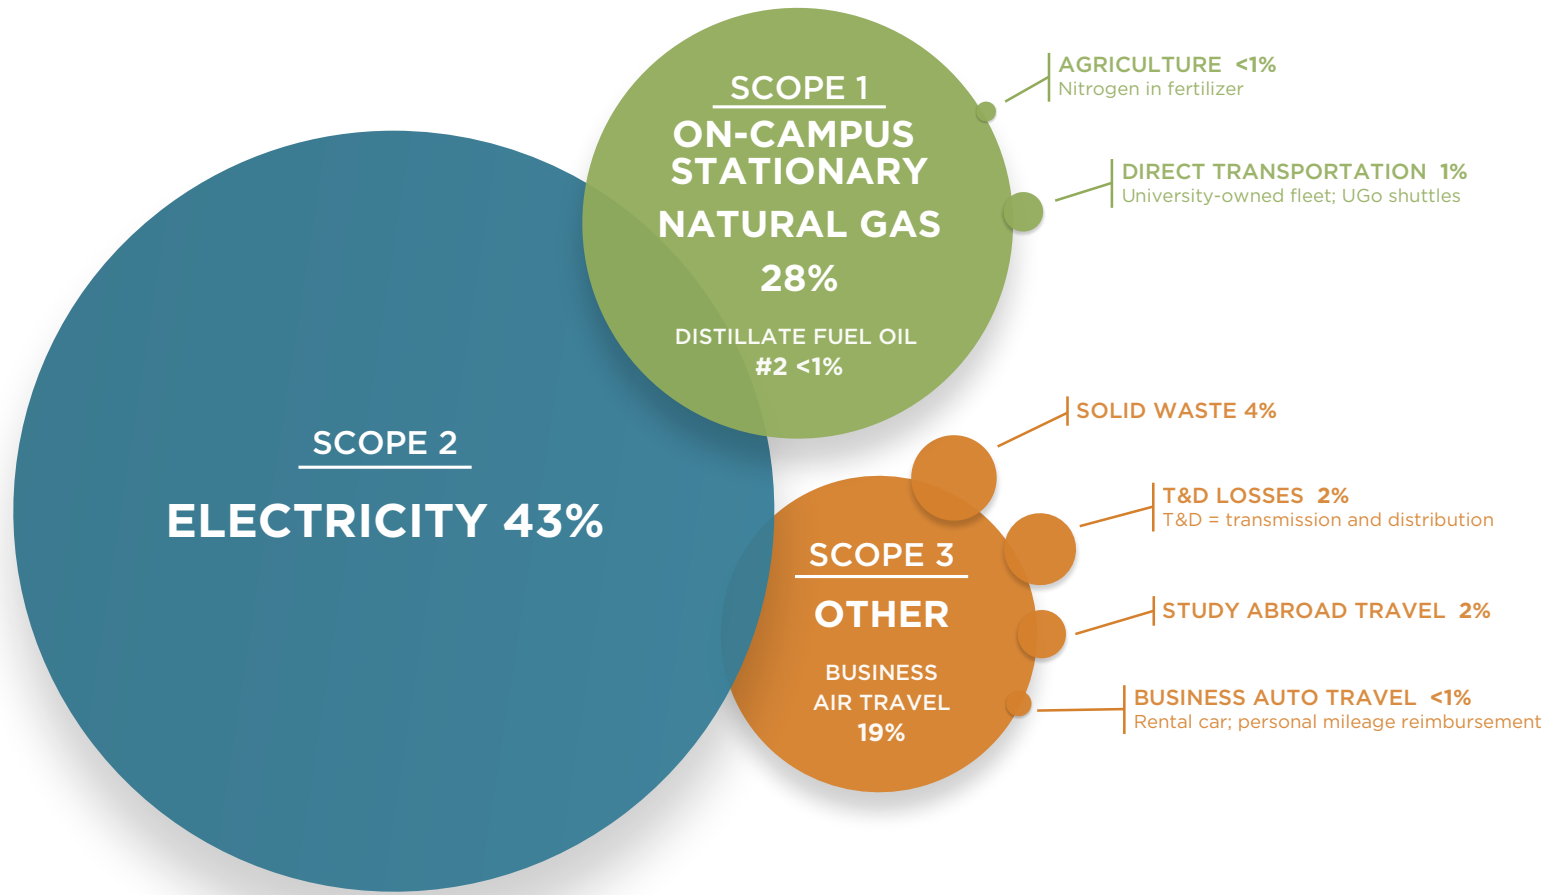 SCOPE 1
ON-CAMPUS
STATIONARY
NATURAL GAS
28%
DISTILLATE FUEL OIL
#2 <1%
AGRICULTURE <1%
Nitrogen in fertilizer
DIRECT TRANSPORTATION 1%
University-owned fleet; UGo shuttles
SCOPE 2
ELECTRICITY 43%
SCOPE 3
OTHER
BUSINESS
AIR TRAVEL
19%
SOLID WASTE 4%
T&D LOSSES 2%
T&D = transmission and distribution
STUDY ABROAD TRAVEL 2%
BUSINESS AUTO TRAVEL <1%
Rental car; personal mileage reimbursement